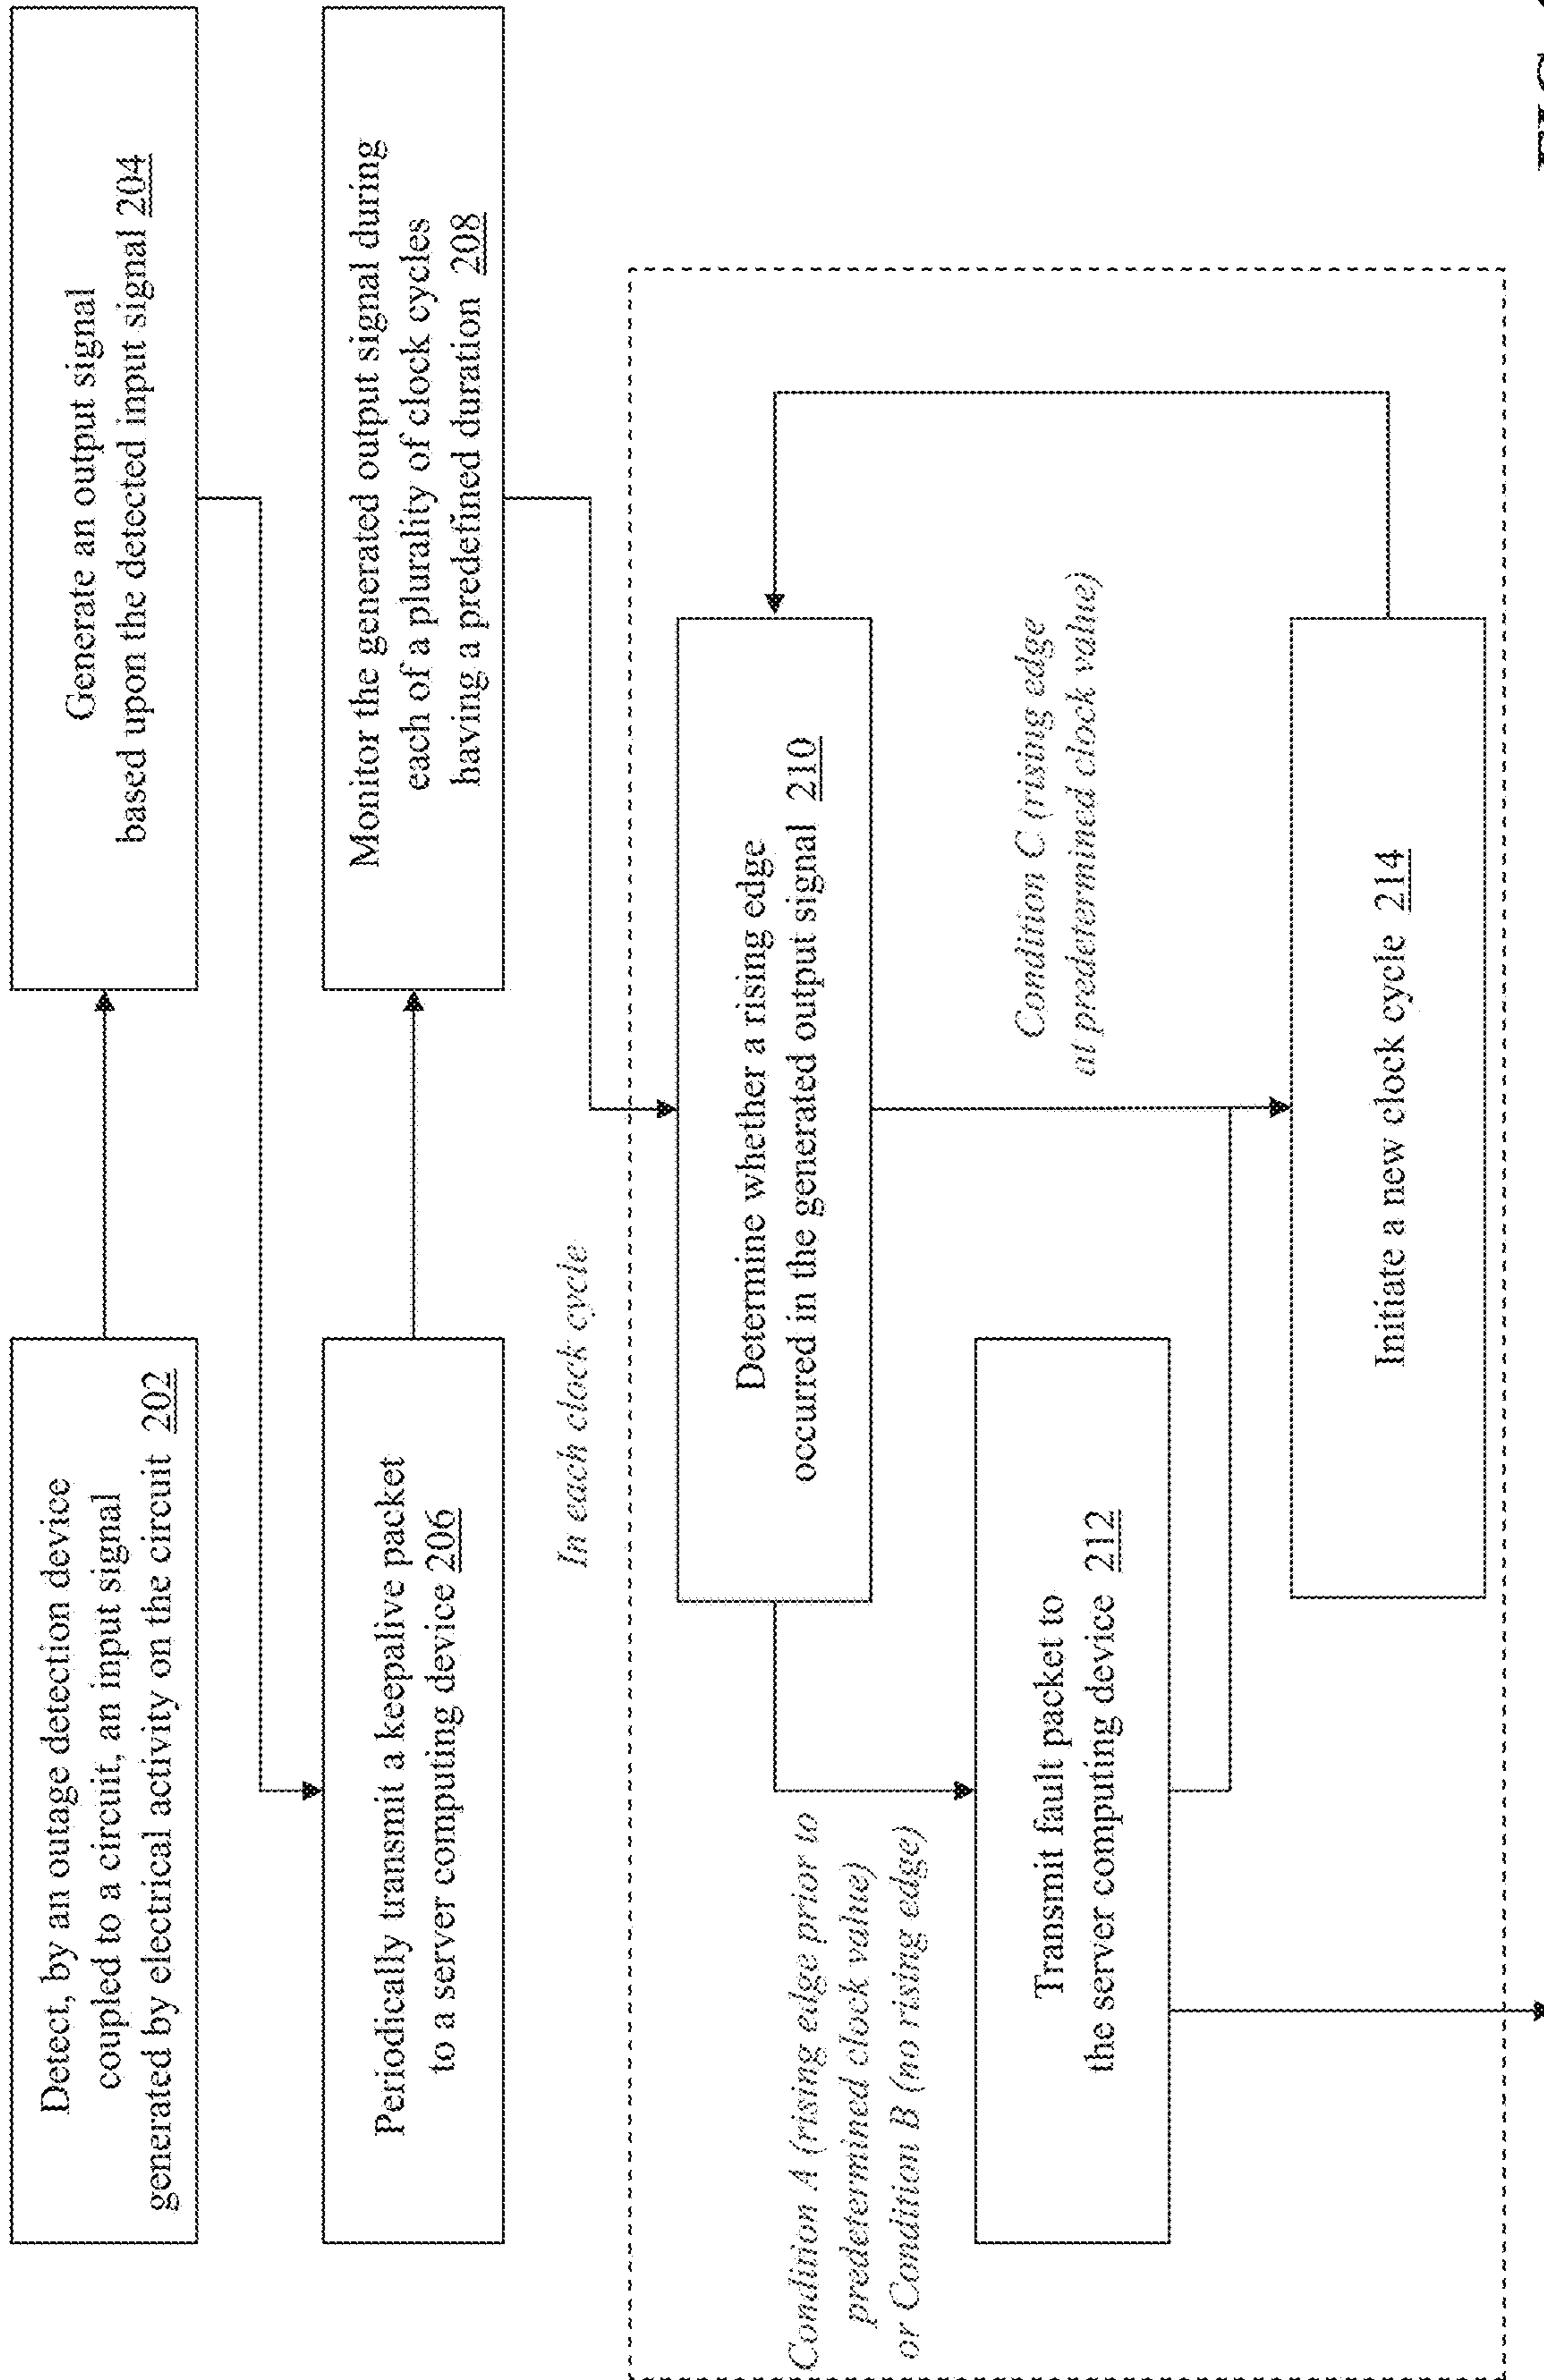 Detect, by an outage detection device
coupled to a circuit, an input signal
generated by electrical activity on the circuit 202
Generate an output signal
based upon the detected input signal 204
Periodically transmit a keepalive packet
to a server computing device 206
Monitor the generated output signal during
each of a plurality of clock cycles
having a predefined duration 208
In each clock cycle
Determine whether a rising edge
occurred in the generated output signal 210
Condition A (rising edge prior to
predetermined clock value)
or Condition B (no rising edge)
Transmit fault packet to
the server computing device 212
Condition C (rising edge
at predetermined clock value)
Initiate a new clock cycle 214